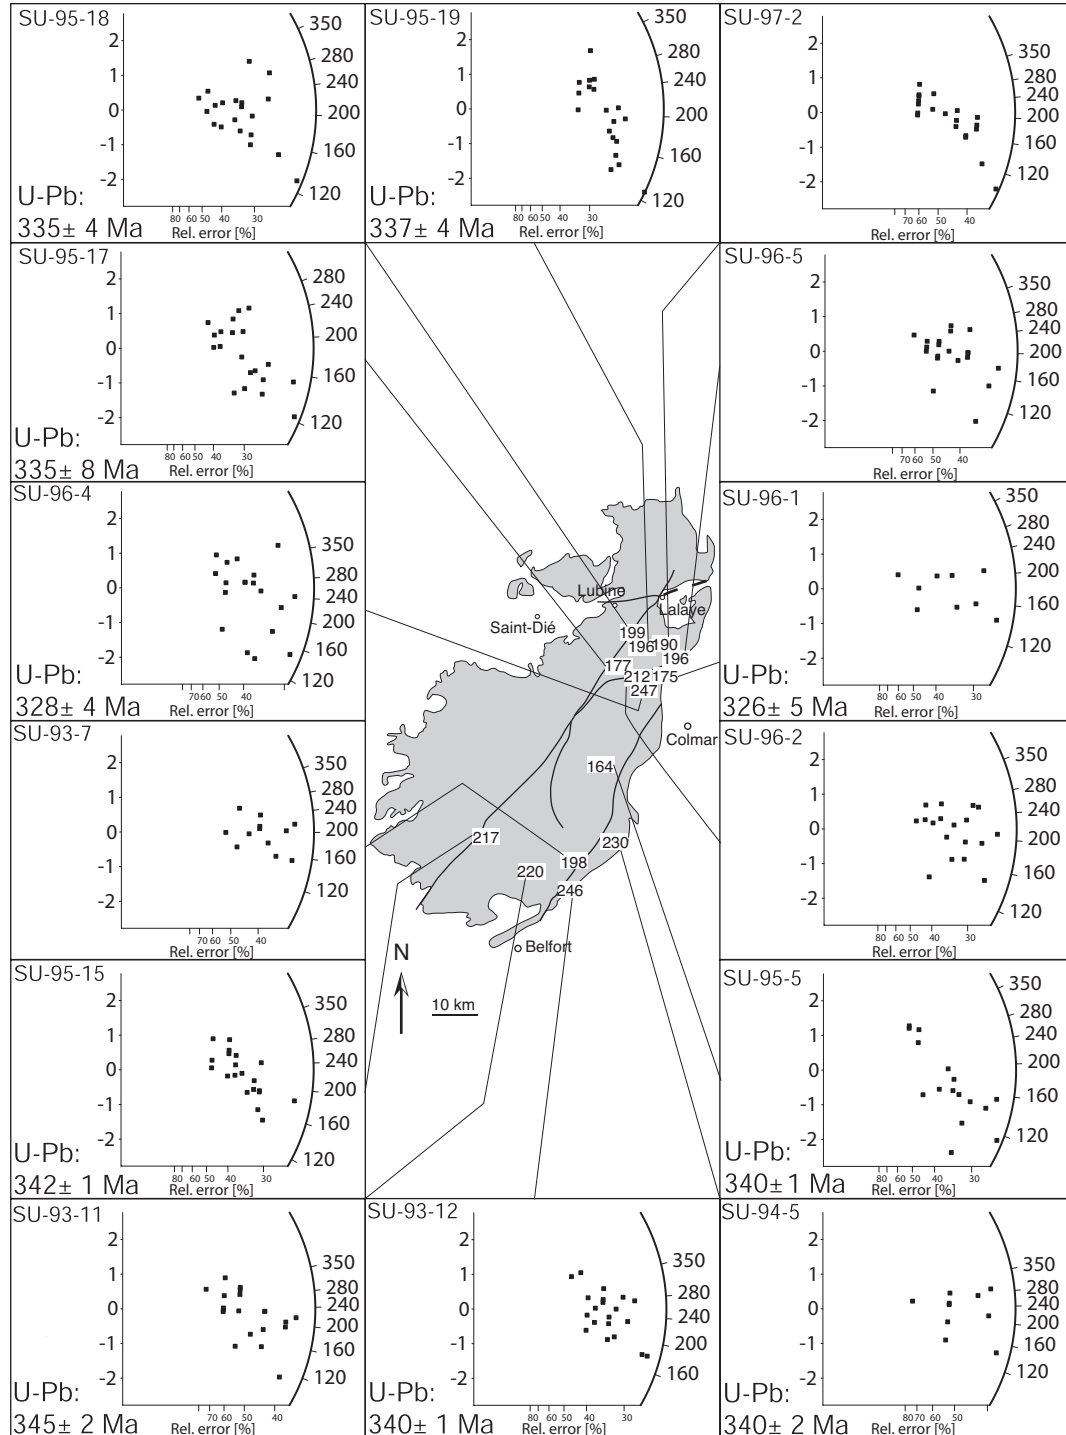 SU-95-18
2
1
0
-1
-2
350
280
240
200
160
120
U-Pb:
335± 4 Ma
80 70 60 50 40 30
Rel. error [%]
SU-95-19
2
1
0
-1
-2
350
280
240
200
160
120
U-Pb:
337± 4 Ma
80 70 60 50 40 30
Rel. error [%]
SU-97-2
2
1
0
-1
-2
350
280
240
200
160
120
70 60 50 40
Rel. error [%]
SU-95-17
2
1
0
-1
-2
280
240
200
160
120
U-Pb:
335± 8 Ma
80 70 60 50 40 30
Rel. error [%]
SU-96-5
2
1
0
-1
-2
350
280
240
200
160
120
70 60 50 40
Rel. error [%]
SU-96-4
2
1
0
-1
-2
350
280
240
200
160
120
U-Pb:
328± 4 Ma
70 60 50 40
Rel. error [%]
SU-96-1
2
1
0
-1
-2
350
280
240
200
160
120
U-Pb:
326± 5 Ma
70 60 50 40 30
Rel. error [%]
Lubine
Lalaye
Saint-Dié
199
196
190
196
177
212
175
247
Colmar
164
217
230
198
220
246
Belfort
N
10 km
SU-93-7
2
1
0
-1
-2
350
280
240
200
160
120
70 60 50 40
Rel. error [%]
SU-96-2
2
1
0
-1
-2
350
280
240
200
160
120
80 70 60 50 40 30
Rel. error [%]
SU-95-15
2
1
0
-1
-2
350
280
240
200
160
120
U-Pb:
342± 1 Ma
80 70 60 50 40 30
Rel. error [%]
SU-95-5
2
1
0
-1
-2
350
280
240
200
160
120
U-Pb:
340± 1 Ma
80 70 60 50 40 30
Rel. error [%]
SU-93-11
2
1
0
-1
-2
350
280
240
200
160
120
U-Pb:
345± 2 Ma
70 60 50 40
Rel. error [%]
SU-93-12
2
1
0
-1
-2
350
280
240
200
160
U-Pb:
340± 1 Ma
80 70 60 50 40 30
Rel. error [%]
SU-94-5
2
1
0
-1
-2
350
280
240
200
160
120
U-Pb:
340± 2 Ma
80 70 60 50
Rel. error [%]